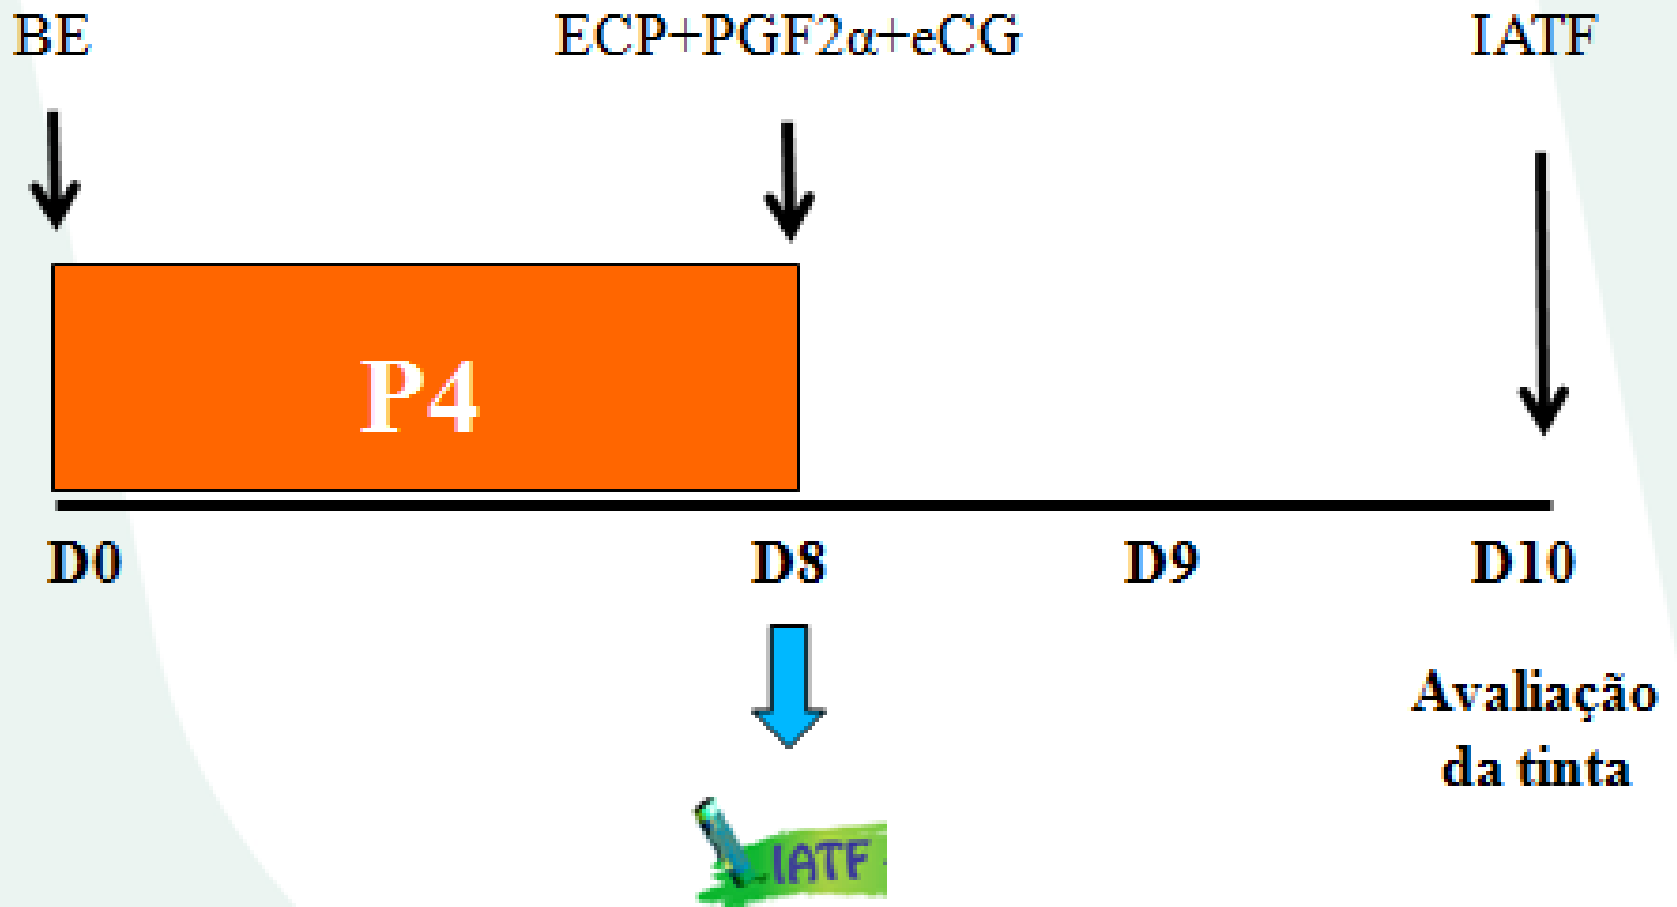 BE
ECP+PGF2α+eCG
IATF
P4
D0
D8
D9
D10
Avaliação
da tinta
IATF